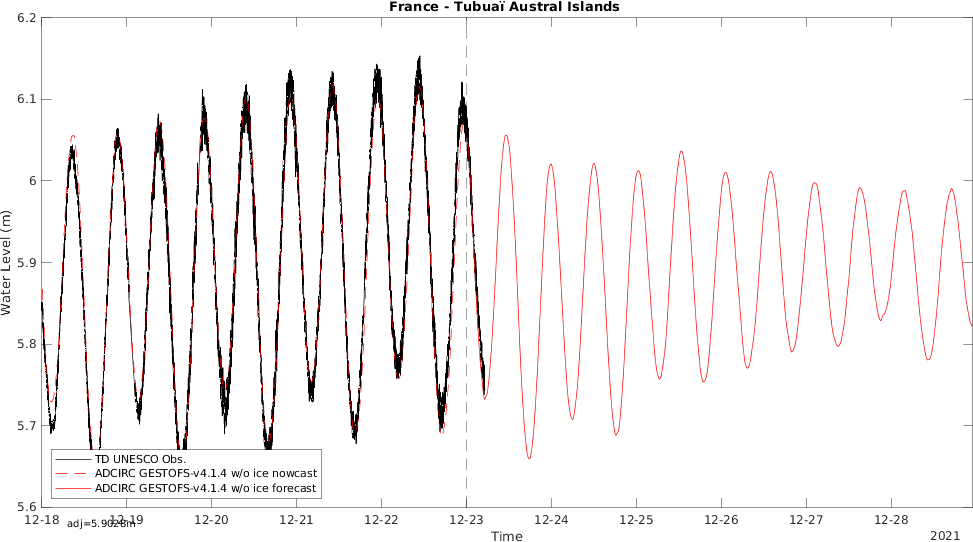 France - Tubuaï Austral Islands
6.2
6.1
6
5.9
5.8
5.7
5.6
Water Level (m)
TD UNESCO Obs.
ADCIRC GESTOFS-v4.1.4 w/o ice nowcast
ADCIRC GESTOFS-v4.1.4 w/o ice forecast
12-18 12-19 12-20 12-21 12-22 12-23 12-24 12-25 12-26 12-27 12-28
adj=5.9028m
Time
2021